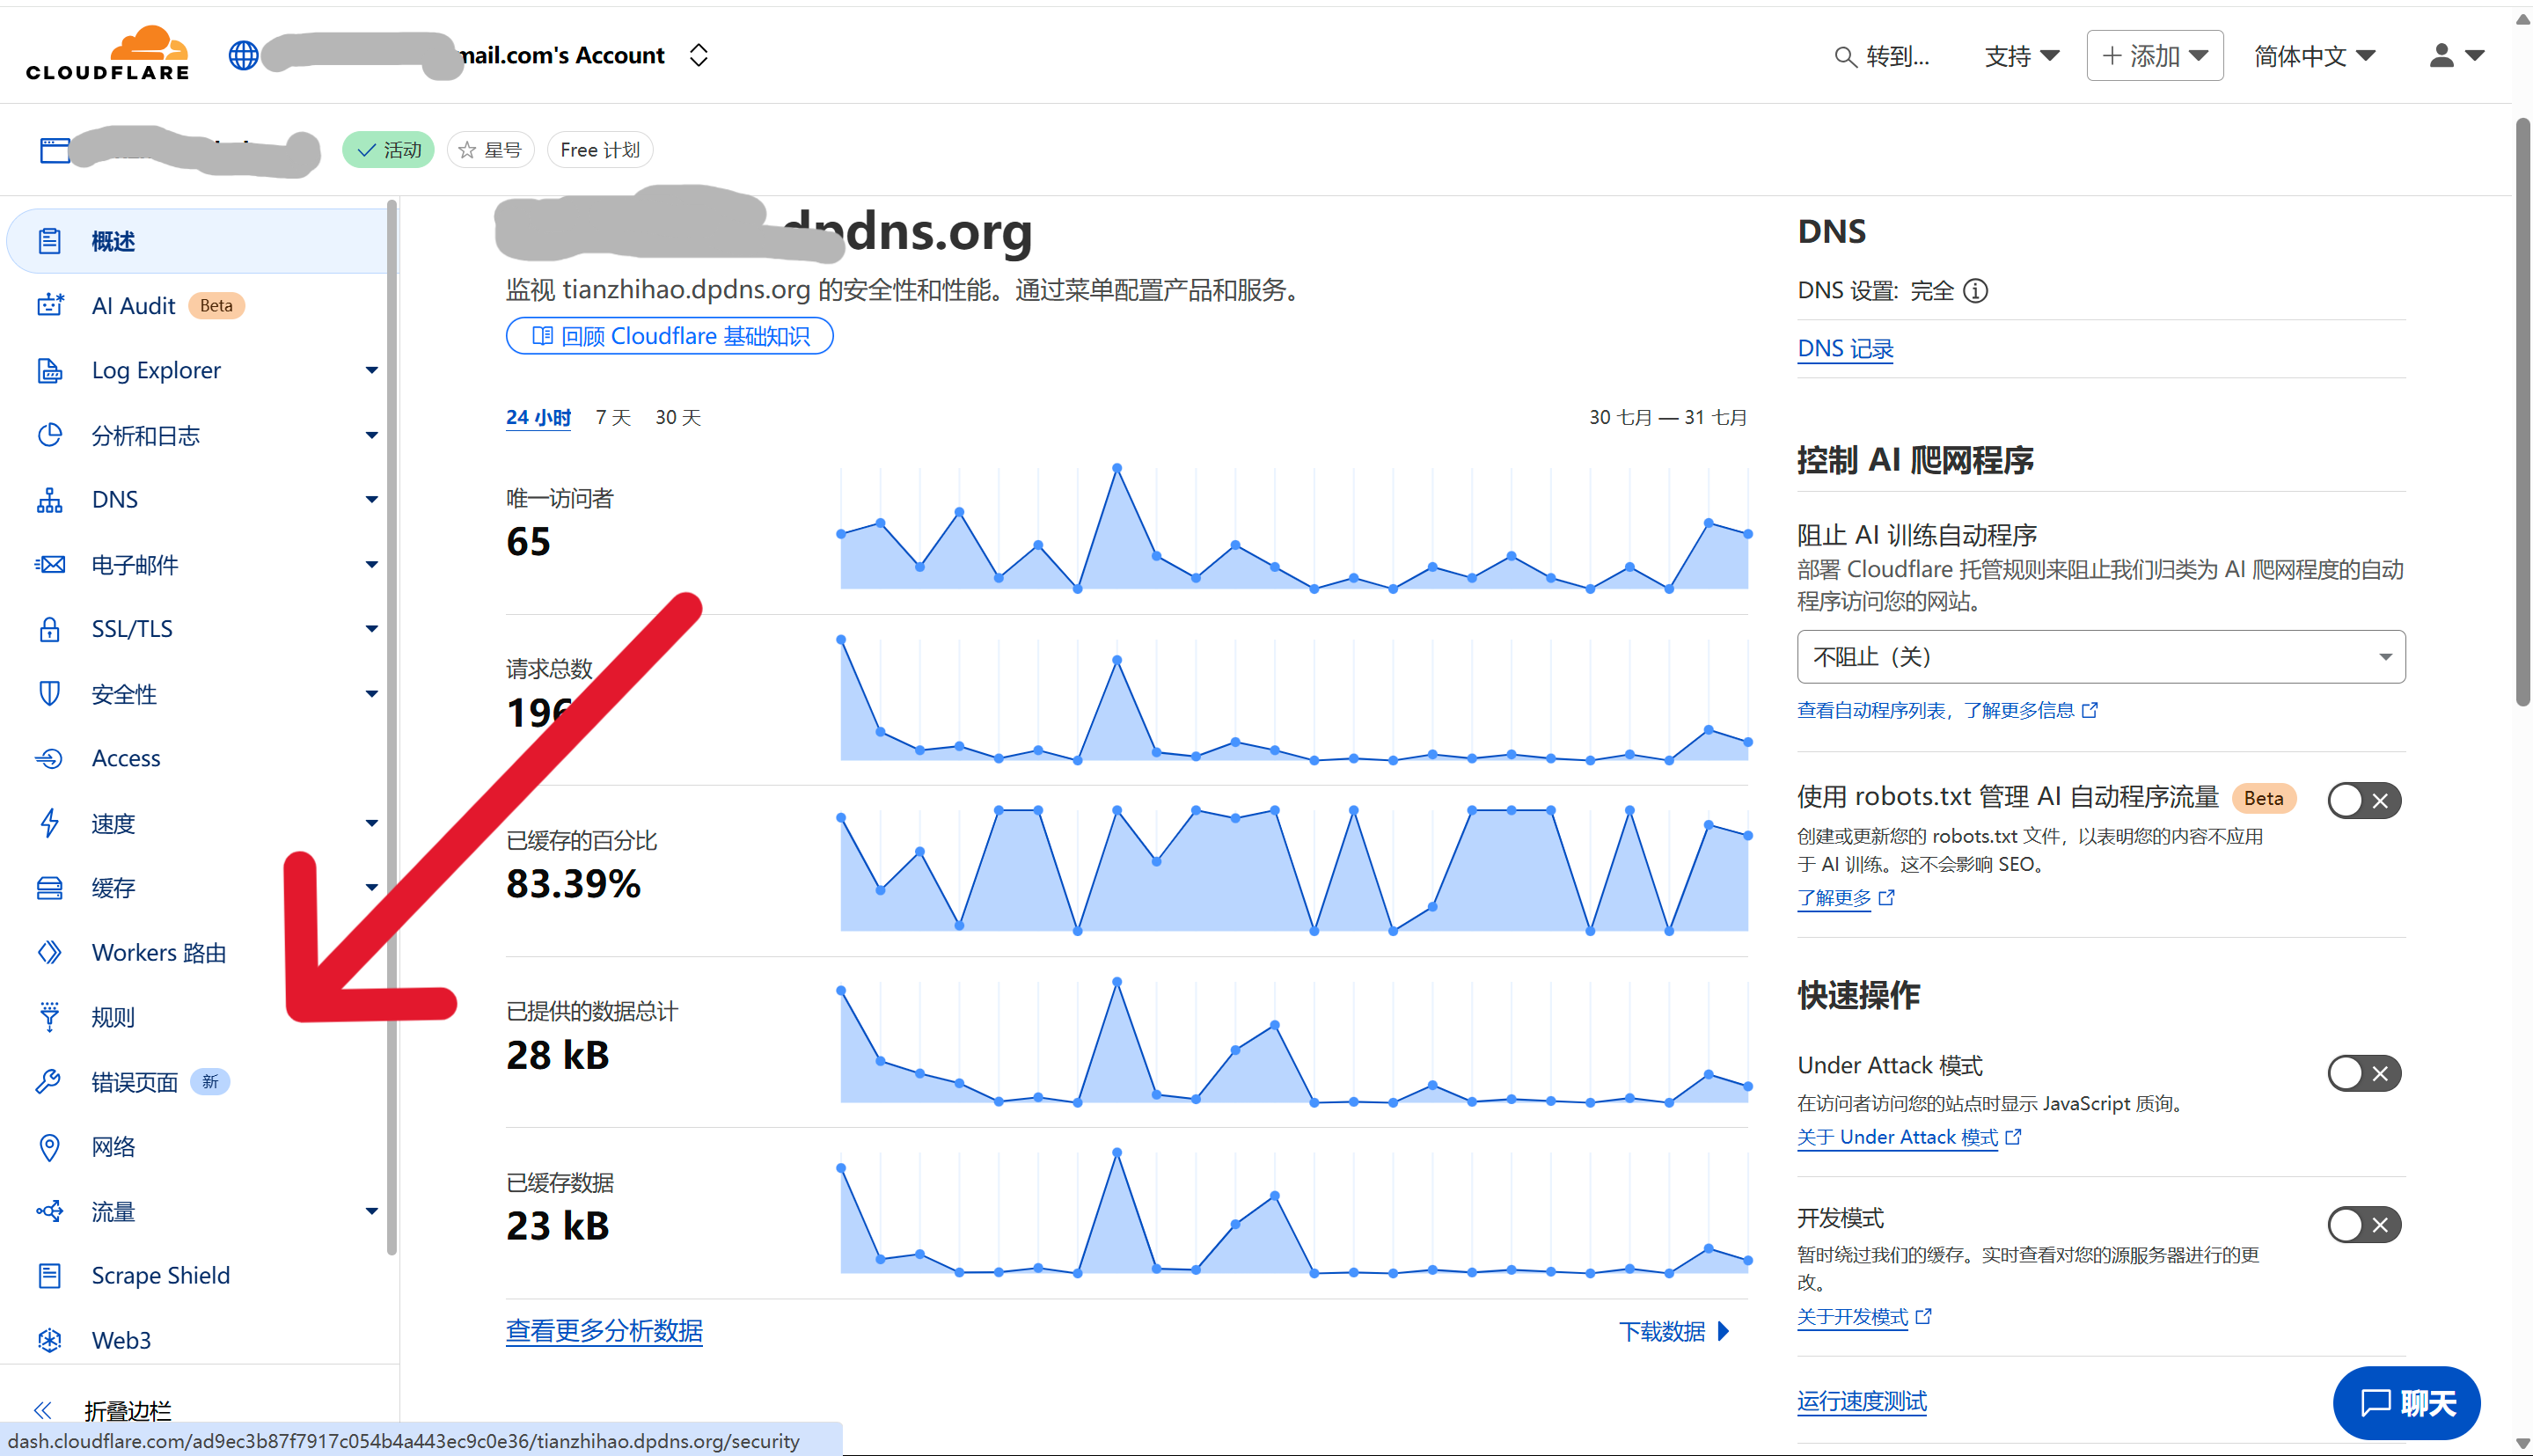 CLOUDFLARE
mail.com's Account
转到...
支持
添加
简体中文
活动
星号
Free 计划
概述
AI Audit Beta
Log Explorer
分析和日志
DNS
电子邮件
SSL/TLS
安全性
Access
速度
缓存
Workers 路由
规则
错误页面 新
网络
流量
Scrape Shield
Web3
折叠边栏
dash.cloudflare.com/ad9ec3b87f7917c054b4a443ec9c0e36/tianzhihao.dpdns.org/security
dpdns.org
监视 tianzhihao.dpdns.org 的安全性和性能。通过菜单配置产品和服务。
回顾 Cloudflare 基础知识
24 小时 7 天 30 天
30 七月 — 31 七月
唯一访问者
65
请求总数
196
已缓存的百分比
83.39%
已提供的数据总计
28 kB
已缓存数据
23 kB
查看更多分析数据
下载数据
DNS
DNS 设置: 完全
DNS 记录
控制 AI 爬网程序
阻止 AI 训练自动程序
部署 Cloudflare 托管规则来阻止我们归类为 AI 爬网程度的自动
程序访问您的网站。
不阻止（关）
查看自动程序列表，了解更多信息
使用 robots.txt 管理 AI 自动程序流量 Beta
创建或更新您的 robots.txt 文件，以表明您的内容不应用
于 AI 训练。这不会影响 SEO。
了解更多
快速操作
Under Attack 模式
在访问者访问您的站点时显示 JavaScript 质询。
关于 Under Attack 模式
开发模式
暂时绕过我们的缓存。实时查看对您的源服务器进行的更
改。
关于开发模式
运行速度测试
聊天